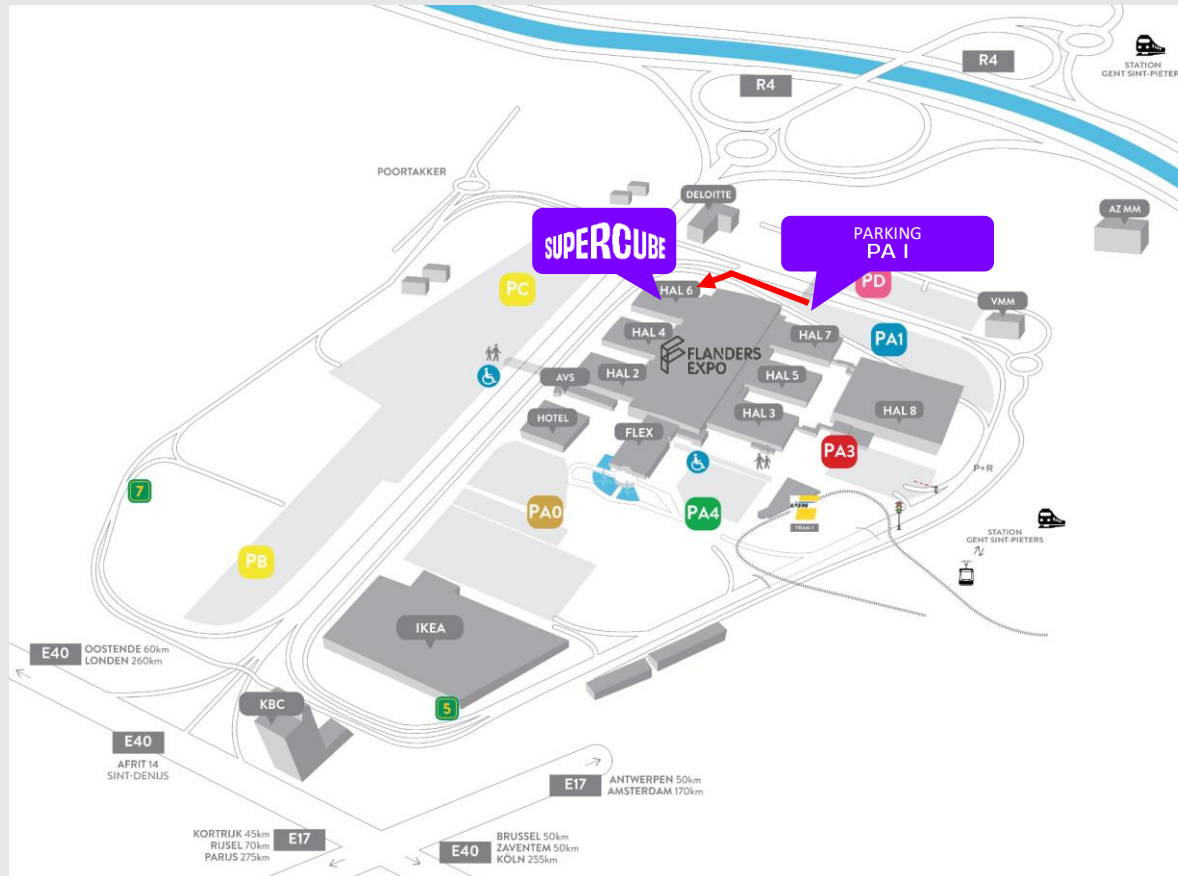 R4
R4
STATION
GENT SINT-PIETER
POORTAKKER
DELOITTE
AZ MM
SUPERCUBE
PARKING
PA I
PC
PD
HAL 6
VMM
HAL 4
HAL 7
PA1
FLANDERS
EXPO
HAL 2
AVS
HAL 5
HOTEL
HAL 3
HAL 8
FLEX
PA3
P+R
7
PA0
PA4
TRAM 1
STATION
GENT SINT-PIETERS
PB
IKEA
E40
OOSTENDE 60km
LONDEN 260km
KBC
5
E40
AFRIT 14
SINT-DENIJS
E17
ANTWERPEN 50km
AMSTERDAM 170km
KORTRIJK 45km
RIJSEL 70km
PARIJS 275km
E17
E40
BRUSSEL 50km
ZAVENTEM 50km
KÖLN 255km